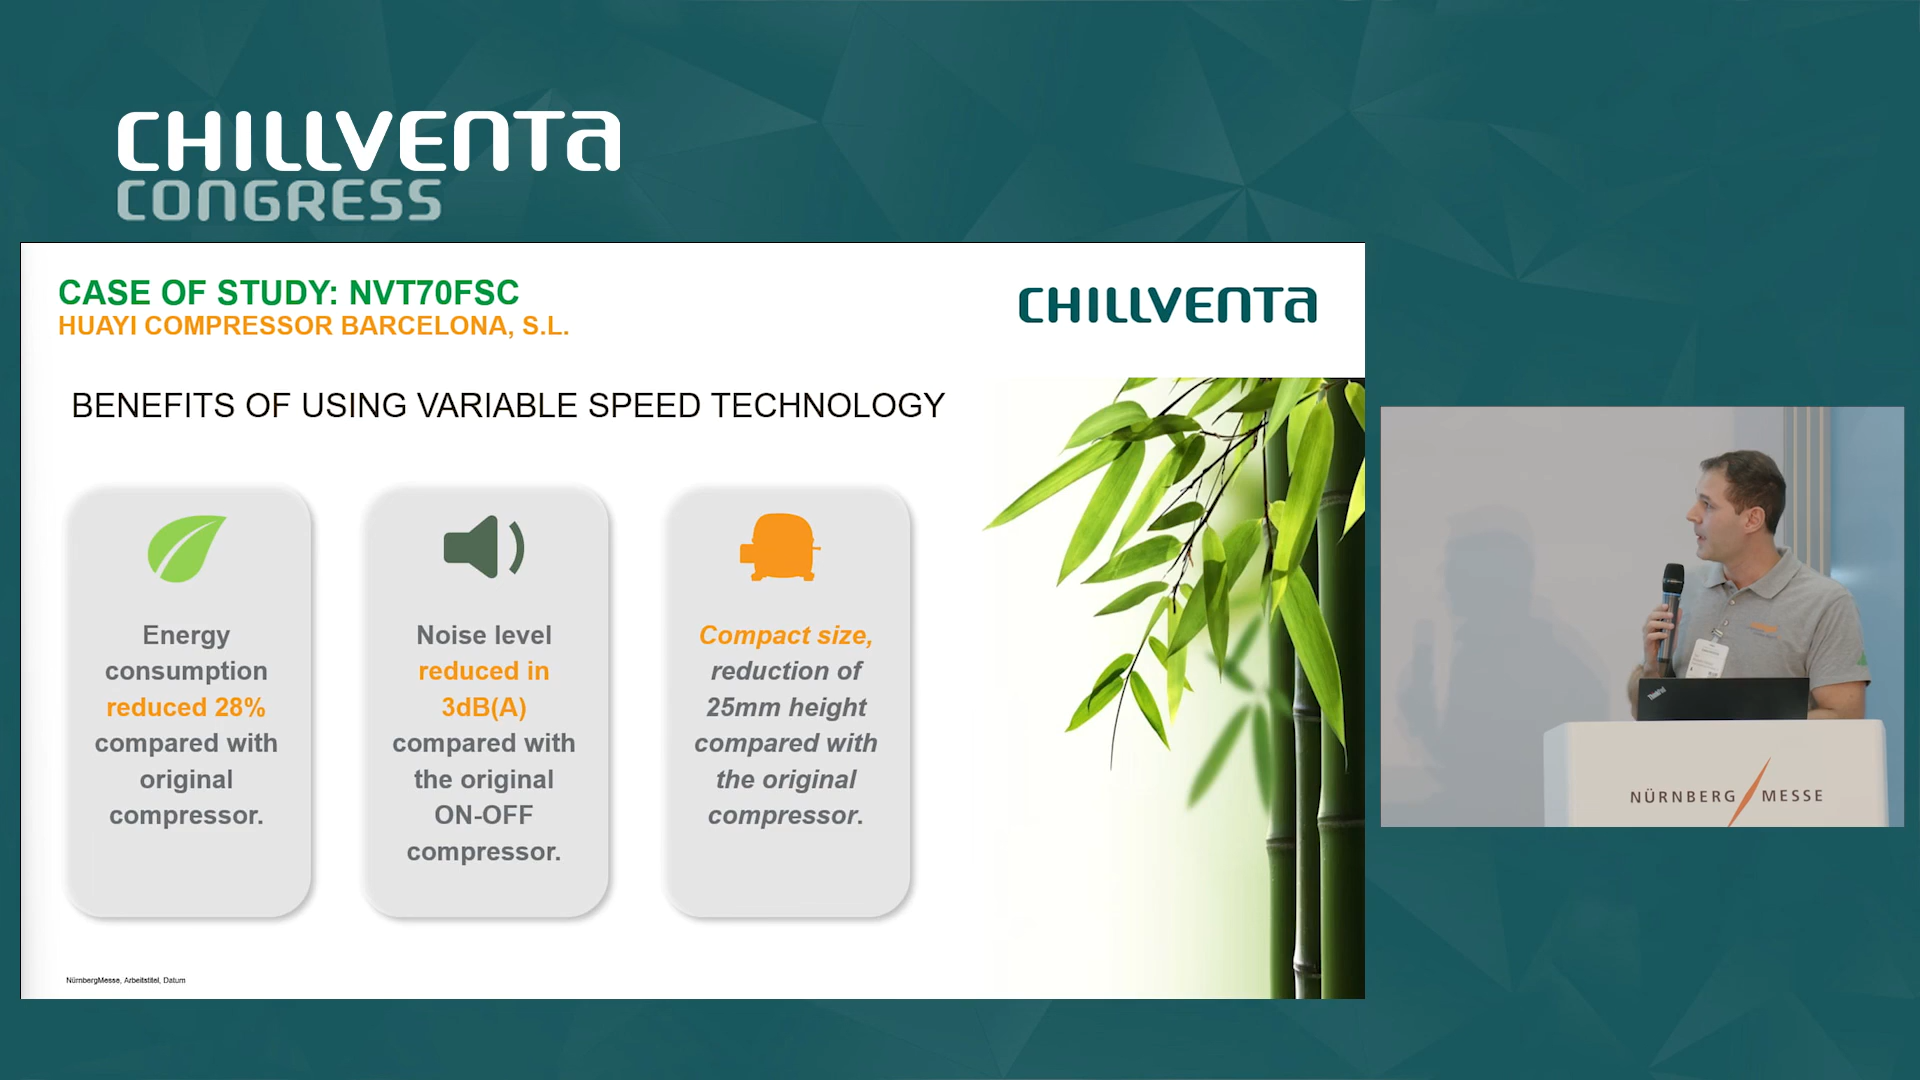 CHILLVENTA
CONGRESS
CASE OF STUDY: NVT70FSC
HUAYI COMPRESSOR BARCELONA, S.L.
CHILLVENTA
BENEFITS OF USING VARIABLE SPEED TECHNOLOGY
Energy
consumption
reduced 28%
compared with
original
compressor.
Noise level
reduced in
3dB(A)
compared with
the original
ON-OFF
compressor.
Compact size,
reduction of
25mm height
compared with
the original
compressor.
NürnbergMesse, Arbeitstitel, Datum
ThinkPad
NÜRNBERG MESSE